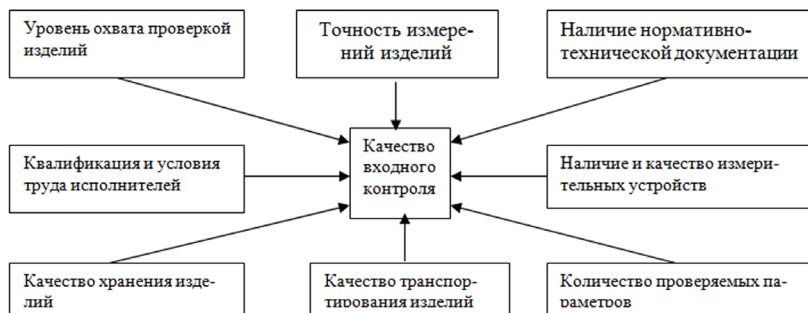 Уровень охвата проверкой
изделий
Точность измере-
ний изделий
Наличие нормативно-
технической документации
Квалификация и условия
труда исполнителей
Качество
входного
контроля
Наличие и качество измери-
тельных устройств
Качество хранения изде-
лий
Качество транспор-
тирования изделий
Количество проверяемых па-
раметров